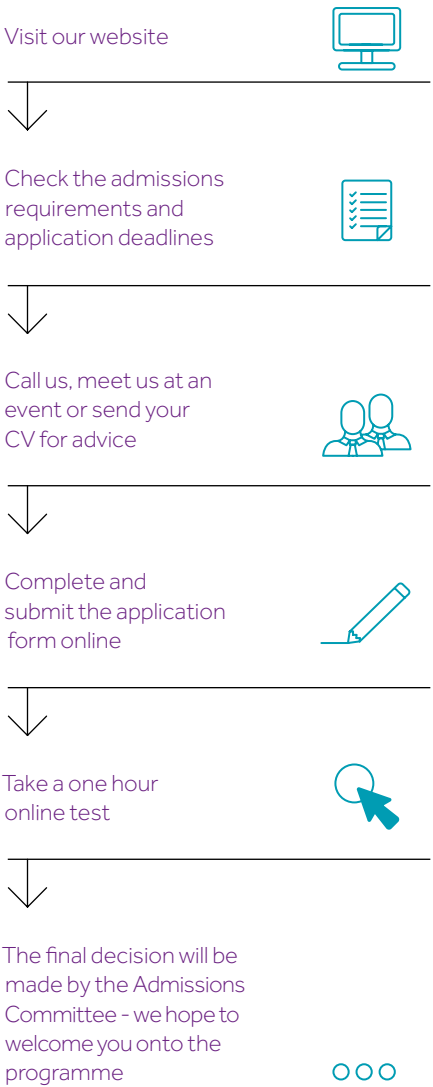 Visit our website
Check the admissions
requirements and
application deadlines
Call us, meet us at an
event or send your
CV for advice
Complete and
submit the application
form online
Take a one hour
online test
The final decision will be
made by the Admissions
Committee - we hope to
welcome you onto the
programme